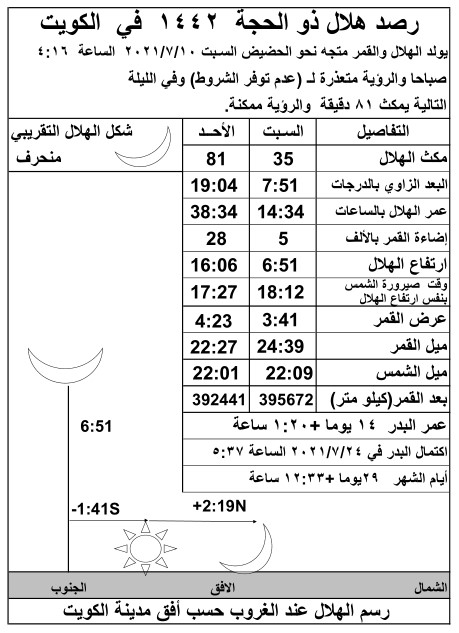 رصد هلال ذو الحجة ١٤٤٢ في الكويت
يولد الهلال والقمر متجه نحو الحضيض السبت ٢٠٢١/٧/١٠ الساعة ٤:١٦
صباحا والرؤية متعذرة لـ (عدم توفر الشروط) وفي الليلة
التالية يمكث ٨١ دقيقة والرؤية ممكنة.
التفاصيل السبت الأحـد
مكث الهلال 35 81
البعد الزاوي بالدرجات 7:51 19:04
عمر الهلال بالساعات 14:34 38:34
إضاءة القمر بالألف 5 28
ارتفاع الهلال 6:51 16:06
وقت صيرورة الشمس بنفس ارتفاع الهلال 18:12 17:27
عرض القمر 3:41 4:23
ميل القمر 24:39 22:27
ميل الشمس 22:09 22:01
بعد القمر(كيلو متر) 395672 392441
عمر البدر ١٤ يوما +١:٢٠ ساعة
اكتمال البدر في ٢٠٢١/٧/٢٤ الساعة ٥:٣٧
أيام الشهر ٢٩يوما +١٢:٣٣ ساعة
شكل الهلال التقريبي
منحرف
6:51
-1:41S
+2:19N
الشمال الافق الجنوب
رسم الهلال عند الغروب حسب أفق مدينة الكويت